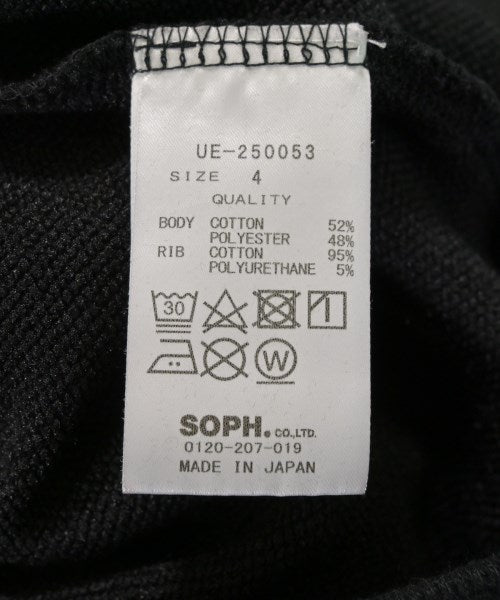 UE-250053
SIZE 4
QUALITY
BODY COTTON 52%
POLYESTER 48%
RIB COTTON 95%
POLYURETHANE 5%
30
W
SOPH. CO.,LTD.
0120-207-019
MADE IN JAPAN